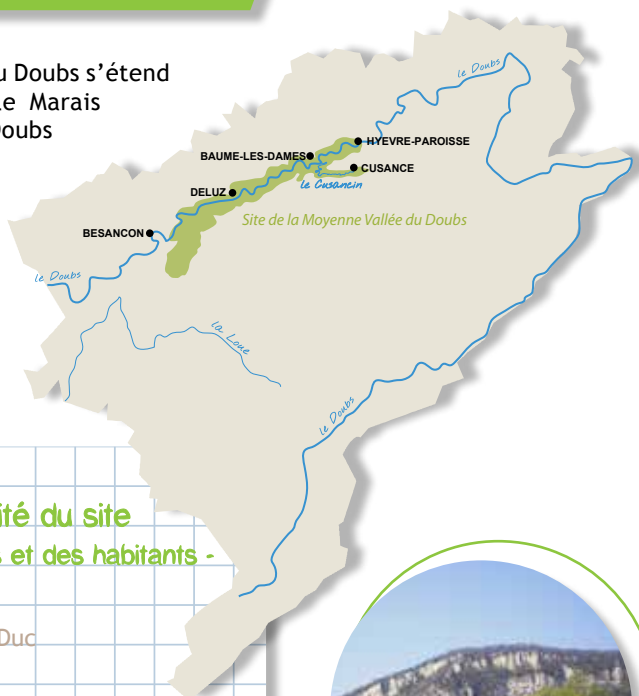 u Doubs s'étend
le Marais
Doubs
le Doubs
HYEVRE-PAROISSE
BAUME-LES-DAMES
CUSANCE
le Cusancin
DELUZ
Site de la Moyenne Vallée du Doubs
BESANCON
le Doubs
la Loue
le Doubs
ité du site
s et des habitants -
Duc